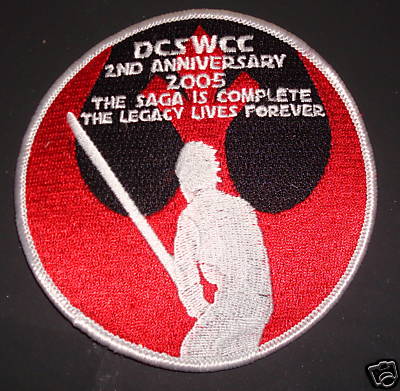 DCSWCC
2ND ANNIVERSARY
2005
THE SAGA IS COMPLETE
THE LEGACY LIVES FOREVER